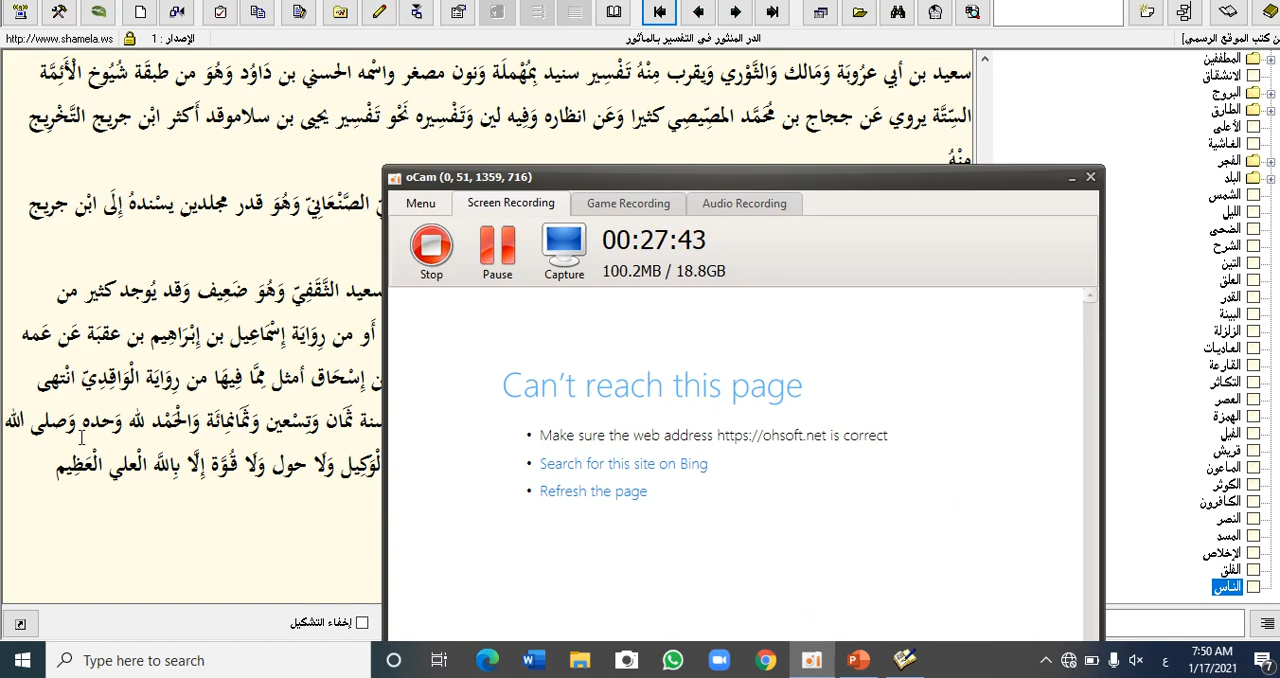 http://www.shamela.ws
الإصدار : 1
الدر المنثور في التفسير بالمأثور
ن كتب الموقع الرسمي]
سعيد بن أبي عرُوبَة وَمَالك وَالثَّوْري وَيقرب مِنْهُ تَفْسِير سنيد بِمُهْملَة وَنون مصغر واسْمه الحسني بن دَاوُد وَهُوَ من طبقَة شُيُوخ الْأَئِمَّة
السِّتَّة يروي عَن حجاج بن مُحَمَّد المصِّيصِي كثيرا وَعَن انظاره وَفِيه لين وَتَفْسِيره نَحْو تَفْسِير يحيى بن سلاموقد أَكثر ابْن جريج التَّخْرِيج
مِنْهُ
الصَّنْعَانِيّ وَهُوَ قدر مجلدين يسْندهُ إِلَى ابْن جريج
سعيد الثَّقَفِيّ وَهُوَ ضَعِيف وَقد يُوجد كثير من
أَو من رِوَايَة إِسْمَاعِيل بن إِبْرَاهِيم بن عقبَة عَن عَمه
ن إِسْحَاق أمثل مِمَّا فِيهَا من رِوَايَة الْوَاقِدِيّ انْتهى
سنة ثَمَان وَتِسْعين وَثَمَانمِائَة وَالْحَمْد لله وَحده وَصلى الله
الْوَكِيل وَلَا حول وَلَا قُوَّة إِلَّا بِاللَّه الْعلي الْعَظِيم
إخفاء التشكيل
oCam (0, 51, 1359, 716)
Menu
Screen Recording
Game Recording
Audio Recording
00:27:43
100.2MB / 18.8GB
Stop
Pause
Capture
Can't reach this page
• Make sure the web address https://ohsoft.net is correct
• Search for this site on Bing
• Refresh the page
المطففين
الانشقاق
البروج
الطارق
الأعلى
الغاشية
الفجر
البلد
الشمس
الليل
الضحى
الشرح
التين
العلق
القدر
البينة
الزلزلة
العاديات
القارعة
التكاثر
العصر
الهمزة
الفيل
قريش
الماعون
الكوثر
الكافرون
النصر
المسد
الإخلاص
الفلق
الناس
Type here to search
ع
7:50 AM
1/17/2021
7